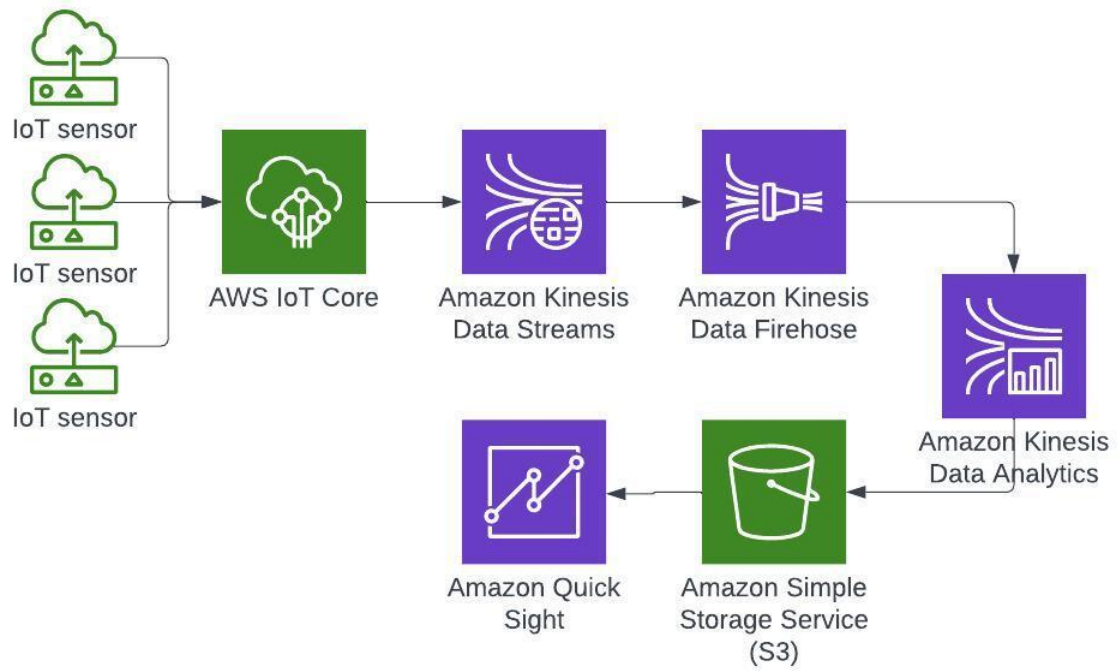 IoT sensor
IoT sensor
IoT sensor
AWS IoT Core
Amazon Kinesis
Data Streams
Amazon Kinesis
Data Firehose
Amazon Kinesis
Data Analytics
Amazon Quick
Sight
Amazon Simple
Storage Service
(S3)